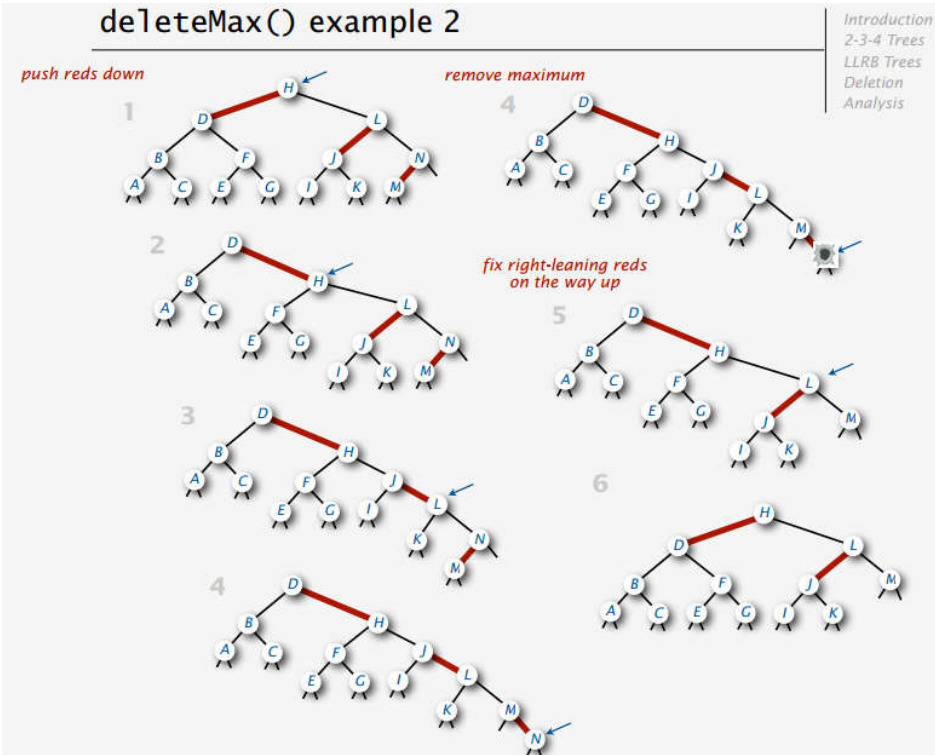 deleteMax() example 2
Introduction
2-3-4 Trees
LLRB Trees
Deletion
Analysis
push reds down
1
H
D L
B F J N
A C E G I K M
2
D
B H
A C F L
E G J N
I K M
3
D
B H
A C F J
E G I L
K N
M
4
D
B H
A C F J
E G I L
K M
N
remove maximum
4
D
B H
A C F J
E G I L
K M
fix right-leaning reds
on the way up
5
D
B H
A C F L
E G J M
I K
6
H
D L
B F J M
A C E G I K